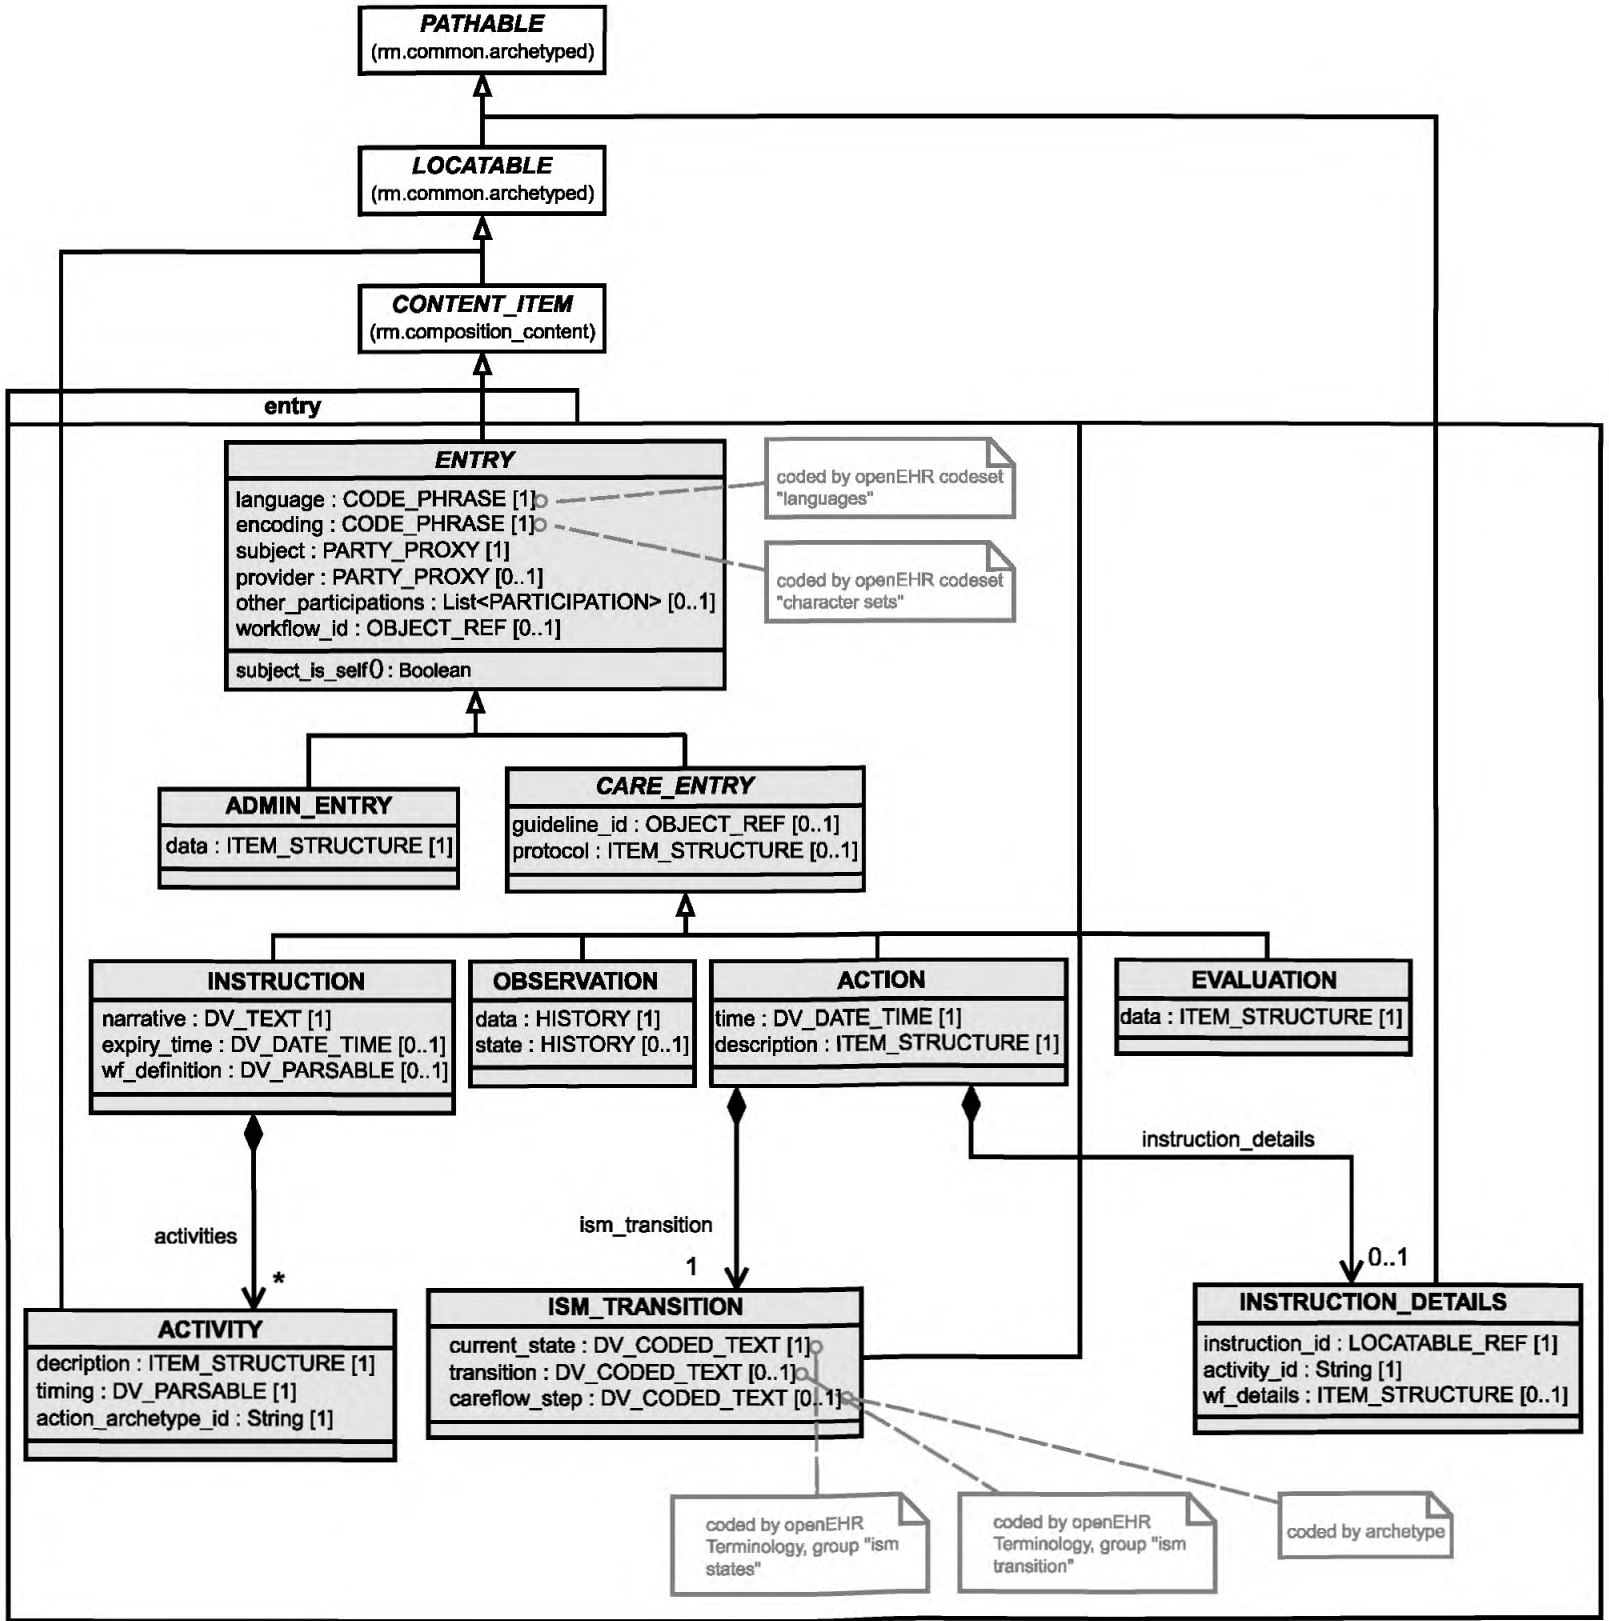 PATHABLE
(rm.common.archetyped)
LOCATABLE
(rm.common.archetyped)
CONTENT_ITEM
(rm.composition_content)
entry
ENTRY
language : CODE_PHRASE [1]
encoding : CODE_PHRASE [1]
subject : PARTY_PROXY [1]
provider : PARTY_PROXY [0..1]
other_participations : List<PARTICIPATION> [0..1]
workflow_id : OBJECT_REF [0..1]
subject_is_self() : Boolean
coded by openEHR codeset
"languages"
coded by openEHR codeset
"character sets"
ADMIN_ENTRY
data : ITEM_STRUCTURE [1]
CARE_ENTRY
guideline_id : OBJECT_REF [0..1]
protocol : ITEM_STRUCTURE [0..1]
INSTRUCTION
narrative : DV_TEXT [1]
expiry_time : DV_DATE_TIME [0..1]
wf_definition : DV_PARSABLE [0..1]
OBSERVATION
data : HISTORY [1]
state : HISTORY [0..1]
ACTION
time : DV_DATE_TIME [1]
description : ITEM_STRUCTURE [1]
EVALUATION
data : ITEM_STRUCTURE [1]
activities
*
ism_transition
1
instruction_details
0..1
ACTIVITY
decription : ITEM_STRUCTURE [1]
timing : DV_PARSABLE [1]
action_archetype_id : String [1]
ISM_TRANSITION
current_state : DV_CODED_TEXT [1]
transition : DV_CODED_TEXT [0..1]
careflow_step : DV_CODED_TEXT [0..1]
INSTRUCTION_DETAILS
instruction_id : LOCATABLE_REF [1]
activity_id : String [1]
wf_details : ITEM_STRUCTURE [0..1]
coded by openEHR
Terminology, group "ism
states"
coded by openEHR
Terminology, group "ism
transition"
coded by archetype